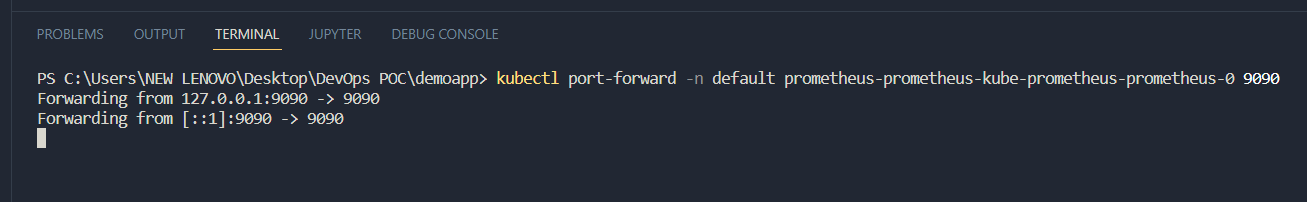 PROBLEMS OUTPUT TERMINAL JUPYTER DEBUG CONSOLE
PS C:\Users\NEW LENOVO\Desktop\DevOps POC\demoapp> kubectl port-forward -n default prometheus-prometheus-kube-prometheus-prometheus-0 9090
Forwarding from 127.0.0.1:9090 -> 9090
Forwarding from [::1]:9090 -> 9090